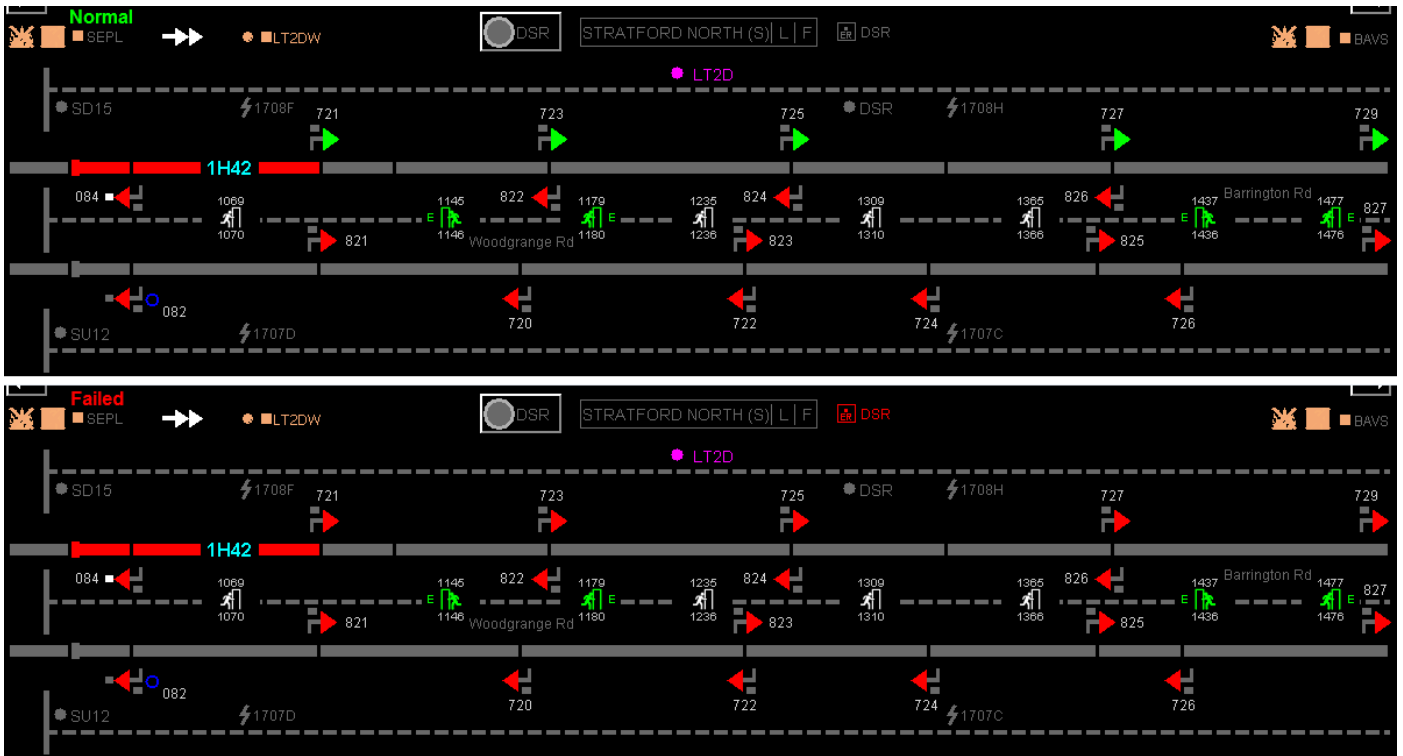 Normal
SEPL LT2DW DSR STRATFORD NORTH (S) L F ER DSR BAVS
LT2D
SD15 1708F 721 723 725 DSR 1708H 727 729
1H42
084 1069 1145 822 1179 1235 824 1309 1365 826 1437 Barrington Rd 1477 827
E E E E
1070 821 1146 Woodgrange Rd 1180 1236 823 1310 1366 825 1436 1476
082 720 722 724 726
SU12 1707D 1707C
Failed
SEPL LT2DW DSR STRATFORD NORTH (S) L F ER DSR BAVS
LT2D
SD15 1708F 721 723 725 DSR 1708H 727 729
1H42
084 1069 1145 822 1179 1235 824 1309 1365 826 1437 Barrington Rd 1477 827
E E E E
1070 821 1146 Woodgrange Rd 1180 1236 823 1310 1366 825 1436 1476
082 720 722 724 726
SU12 1707D 1707C